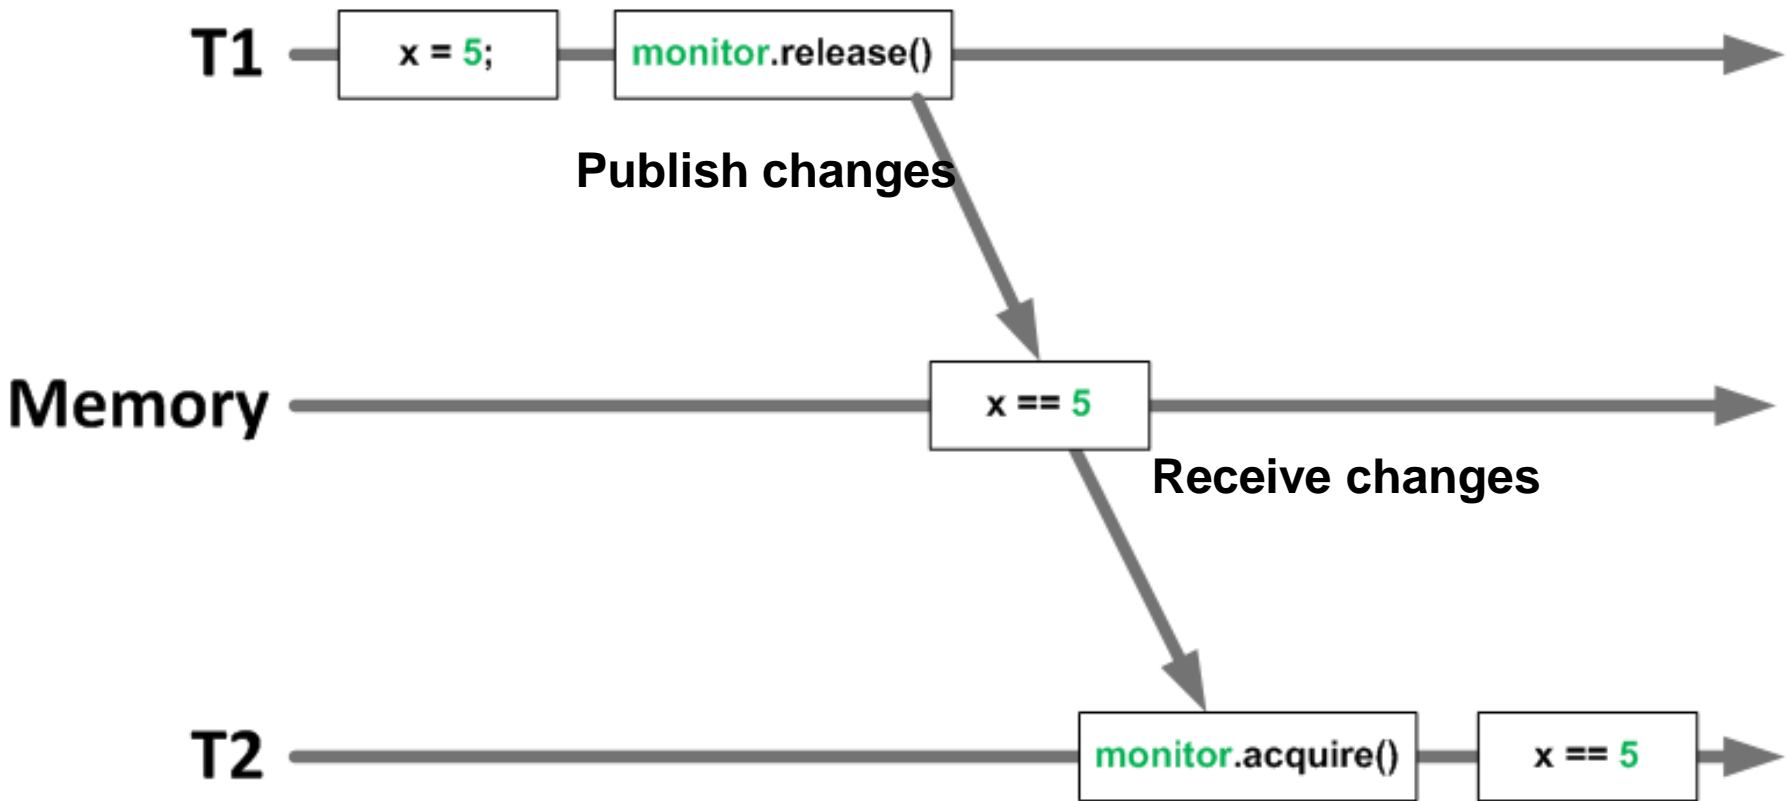 T1
x = 5;
monitor.release()
Publish changes
Memory
x == 5
Receive changes
T2
monitor.acquire()
x == 5